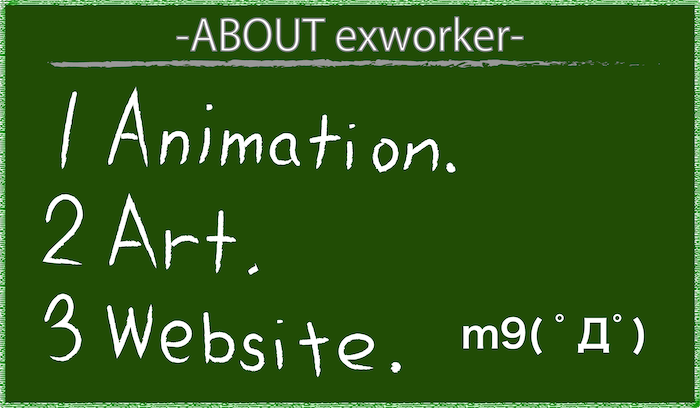 -ABOUT exworker-
1 Animation.
2 Art.
3 Website.
m9( ﾟДﾟ)